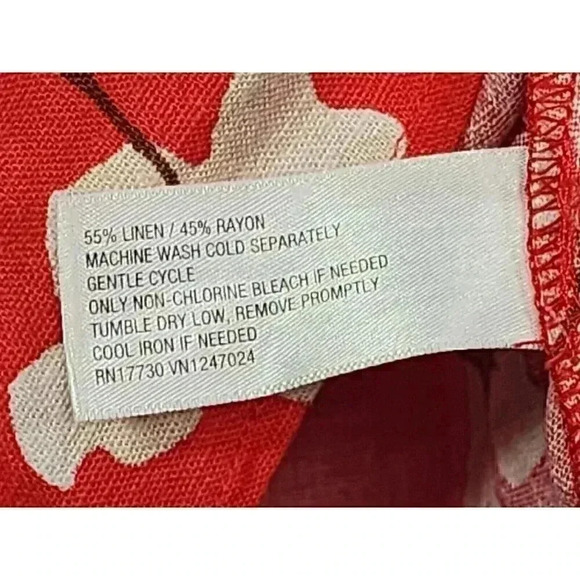 55% LINEN / 45% RAYON
MACHINE WASH COLD SEPARATELY
GENTLE CYCLE
ONLY NON-CHLORINE BLEACH IF NEEDED
TUMBLE DRY LOW, REMOVE PROMPTLY
COOL IRON IF NEEDED
RN17730 VN1247024